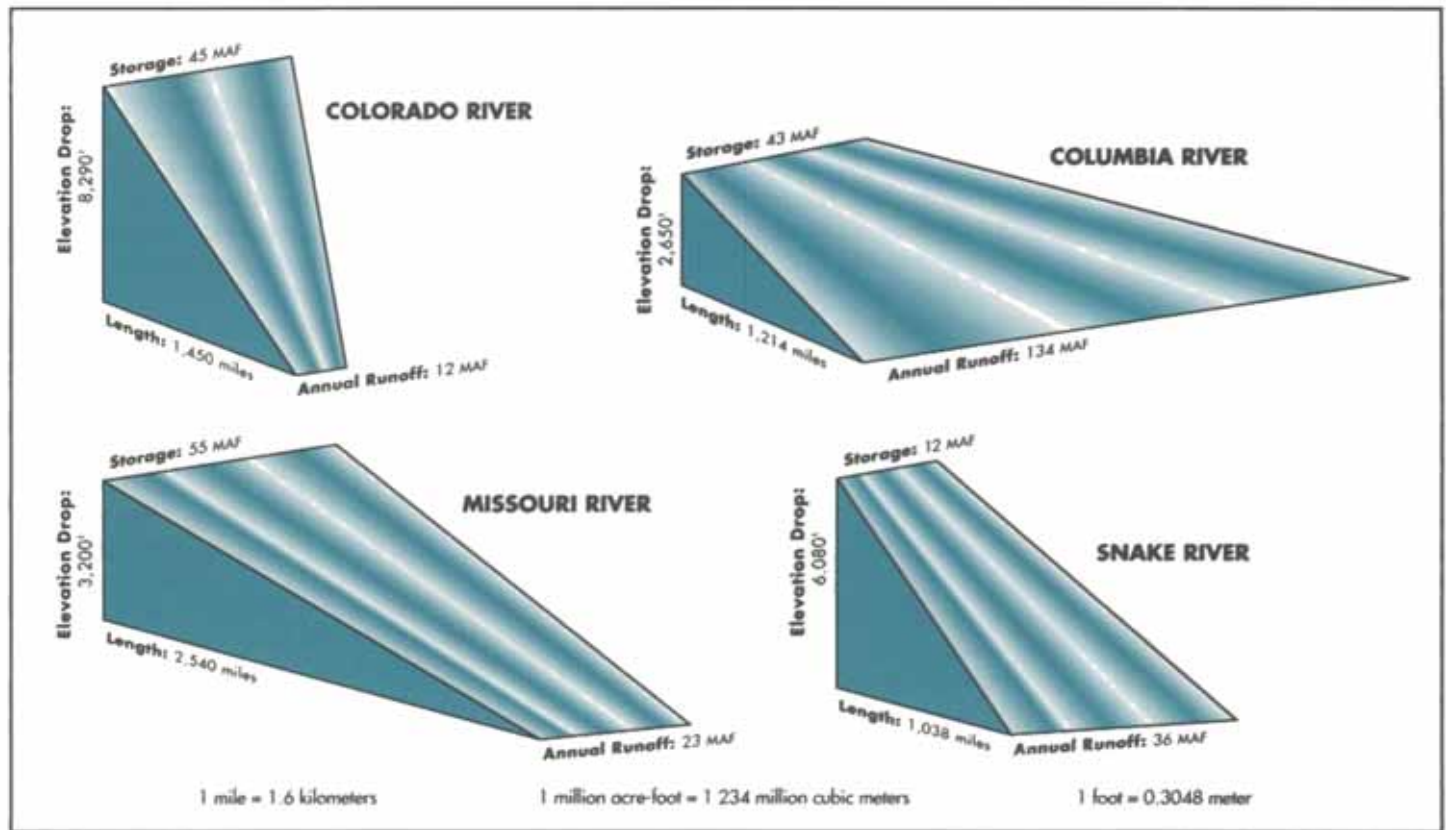 Storage: 45 MAF
COLORADO RIVER
Elevation Drop:
8,290'
Length: 1,450 miles
Annual Runoff: 12 MAF
Storage: 43 MAF
COLUMBIA RIVER
Elevation Drop:
2,650'
Length: 1,214 miles
Annual Runoff: 134 MAF
Storage: 55 MAF
MISSOURI RIVER
Elevation Drop:
3,200'
Length: 2,540 miles
Annual Runoff: 23 MAF
Storage: 12 MAF
SNAKE RIVER
Elevation Drop:
6.080'
Length: 1,038 miles
Annual Runoff: 36 MAF
1 mile = 1.6 kilometers
1 million acre-foot = 1 234 million cubic meters
1 foot = 0.3048 meter